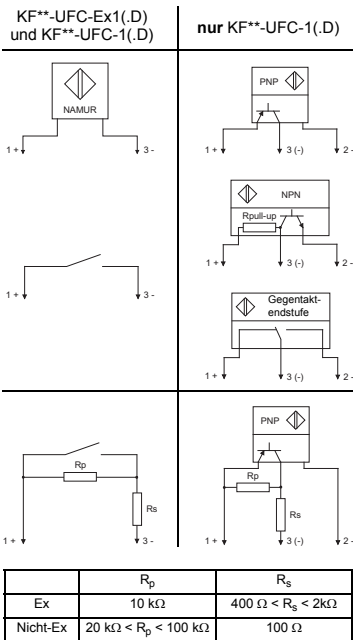 KF**-UFC-Ex1(.D)
und KF**-UFC-1(.D)
nur KF**-UFC-1(.D)
NAMUR
1 +
3 -
PNP
1 +
3 (-)
2 -
NPN
Rpull-up
1 +
3 (-)
2 -
1 +
3 -
Gegentakt-
endstufe
1 +
3 (-)
2 -
Rp
Rs
1 +
3 -
PNP
Rp
Rs
1 +
3 (-)
2 -
Rp Rs
Ex 10 kΩ 400 Ω < Rs < 2kΩ
Nicht-Ex 20 kΩ < Rp < 100 kΩ 100 Ω